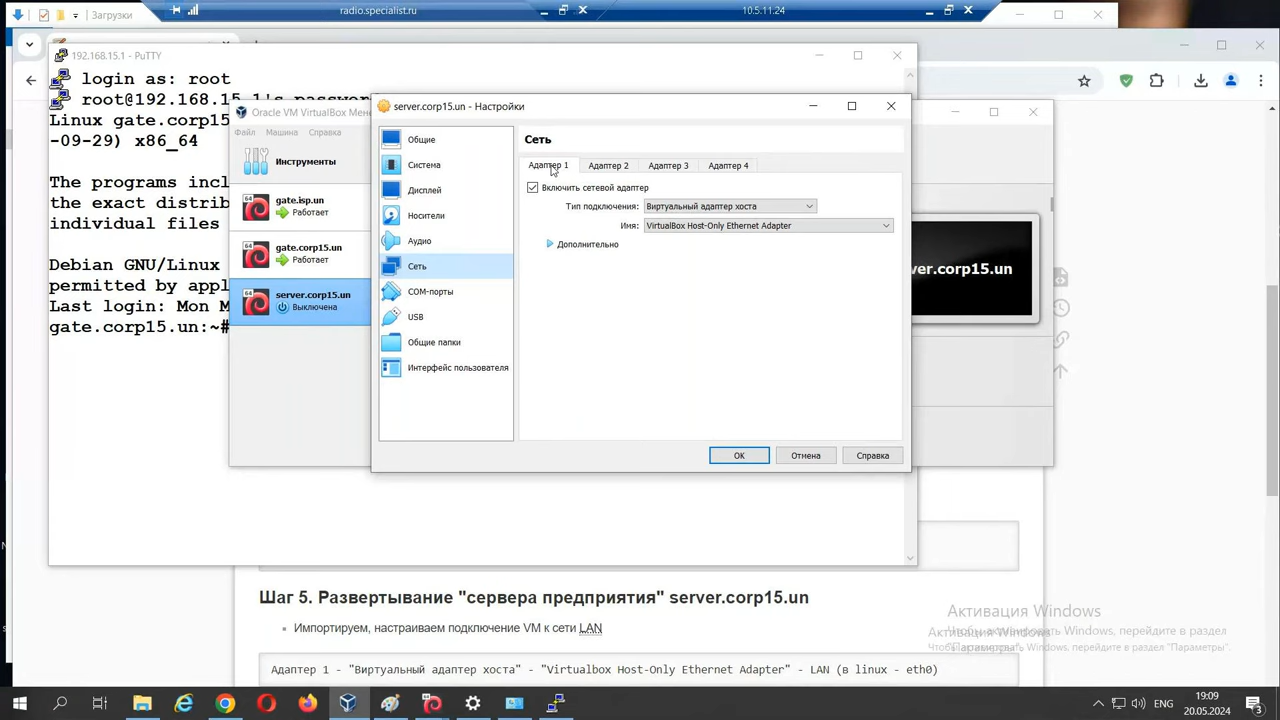 Загрузки
radio.specialist.ru
10.5.11.24
192.168.15.1 - PuTTY
login as: root
root@192.168.15.1's password
Linux gate.corp15
-09-29) x86_64
The programs incl
the exact distrib
individual files
Debian GNU/Linux
permitted by appl
Last login: Mon M
gate.corp15.un:~#
Oracle VM VirtualBox Мене
Файл Машина Справка
Инструменты
gate.isp.un
Работает
gate.corp15.un
Работает
server.corp15.un
Выключена
ver.corp15.un
server.corp15.un - Настройки
Общие
Система
Дисплей
Носители
Аудио
Сеть
COM-порты
USB
Общие папки
Интерфейс пользователя
Сеть
Адаптер 1 Адаптер 2 Адаптер 3 Адаптер 4
Включить сетевой адаптер
Тип подключения: Виртуальный адаптер хоста
Имя: VirtualBox Host-Only Ethernet Adapter
Дополнительно
ОК Отмена Справка
Шаг 5. Развертывание "сервера предприятия" server.corp15.un
Импортируем, настраиваем подключение VM к сети LAN
Адаптер 1 - "Виртуальный адаптер хоста" - "Virtualbox Host-Only Ethernet Adapter" - LAN (в linux - eth0)
Активация Windows
Активация Windows
Чтобы активировать Windows, перейдите в раздел
"Параметры".
ENG
19:09
20.05.2024
3